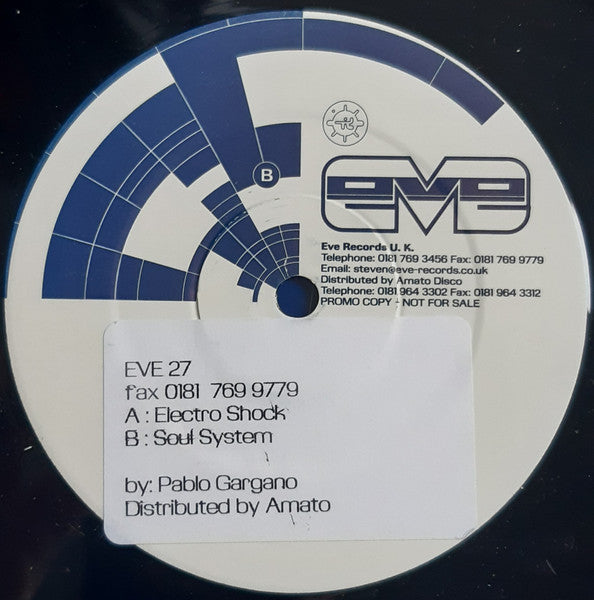 B
eve
Eve Records U. K.
Telephone: 0181 769 3456 Fax: 0181 769 9779
Email: steven@eve-records.co.uk
Distributed by Amato Disco
Telephone: 0181 964 3302 Fax: 0181 964 3312
PROMO COPY - NOT FOR SALE
EVE 27
fax 0181 769 9779
A : Electro Shock
B : Soul System
by: Pablo Gargano
Distributed by Amato